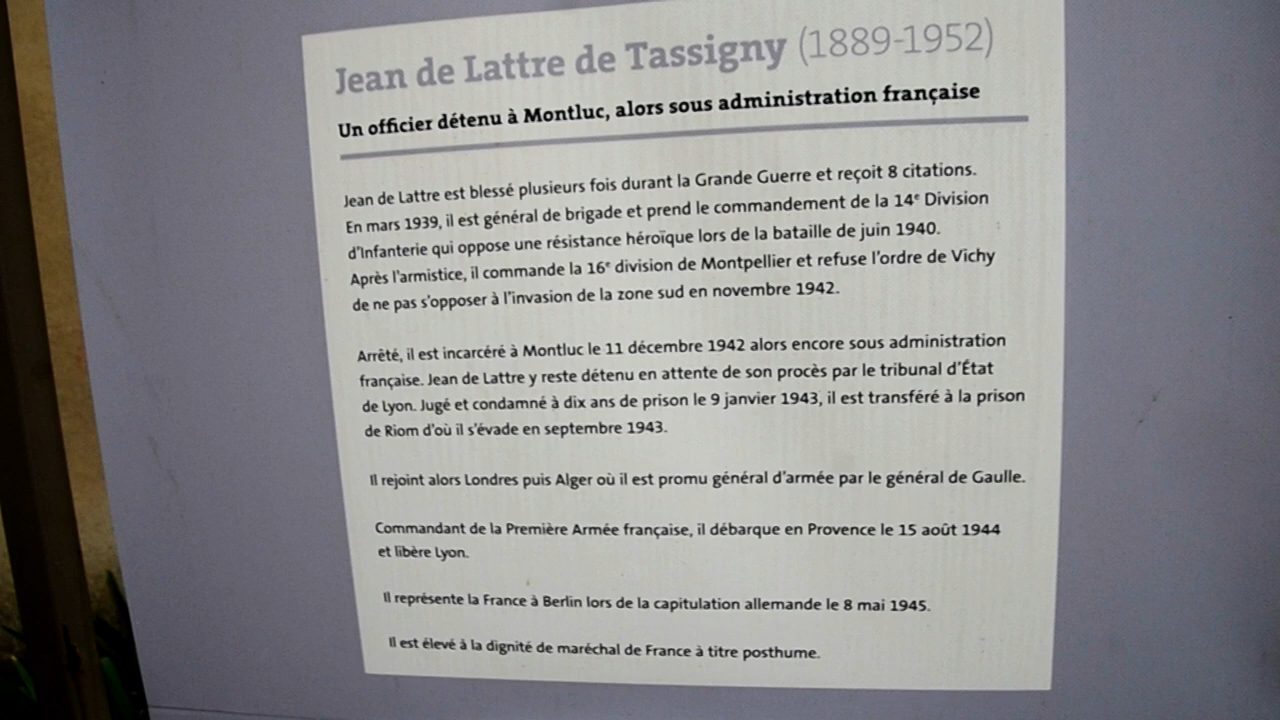 Jean de Lattre de Tassigny (1889-1952)
Un officier détenu à Montluc, alors sous administration française
Jean de Lattre est blessé plusieurs fois durant la Grande Guerre et reçoit 8 citations.
En mars 1939, il est général de brigade et prend le commandement de la 14e Division
d'Infanterie qui oppose une résistance héroïque lors de la bataille de juin 1940.
Après l'armistice, il commande la 16e division de Montpellier et refuse l'ordre de Vichy
de ne pas s'opposer à l'invasion de la zone sud en novembre 1942.
Arrêté, il est incarcéré à Montluc le 11 décembre 1942 alors encore sous administration
française. Jean de Lattre y reste détenu en attente de son procès par le tribunal d'État
de Lyon. Jugé et condamné à dix ans de prison le 9 janvier 1943, il est transféré à la prison
de Riom d'où il s'évade en septembre 1943.
Il rejoint alors Londres puis Alger où il est promu général d'armée par le général de Gaulle.
Commandant de la Première Armée française, il débarque en Provence le 15 août 1944
et libère Lyon.
Il représente la France à Berlin lors de la capitulation allemande le 8 mai 1945.
Il est élevé à la dignité de maréchal de France à titre posthume.